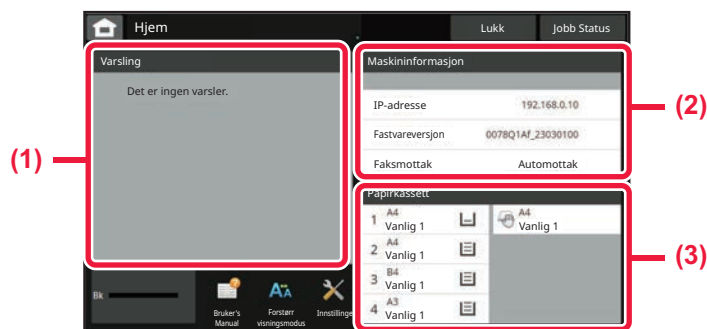 Hjem
Lukk
Jobb Status
Varsling
Det er ingen varsler.
(1)
Maskininformasjon
IP-adresse 192.168.0.10
Fastvareversjon 0078Q1Af_23030100
Faksmottak Automottak
(2)
Papirkassett
1 A4
Vanlig 1
2 A4
Vanlig 1
3 B4
Vanlig 1
4 A3
Vanlig 1
A4
Vanlig 1
(3)
Bk
Bruker's
Manual
Forstørr
visningsmodus
Innstillinge